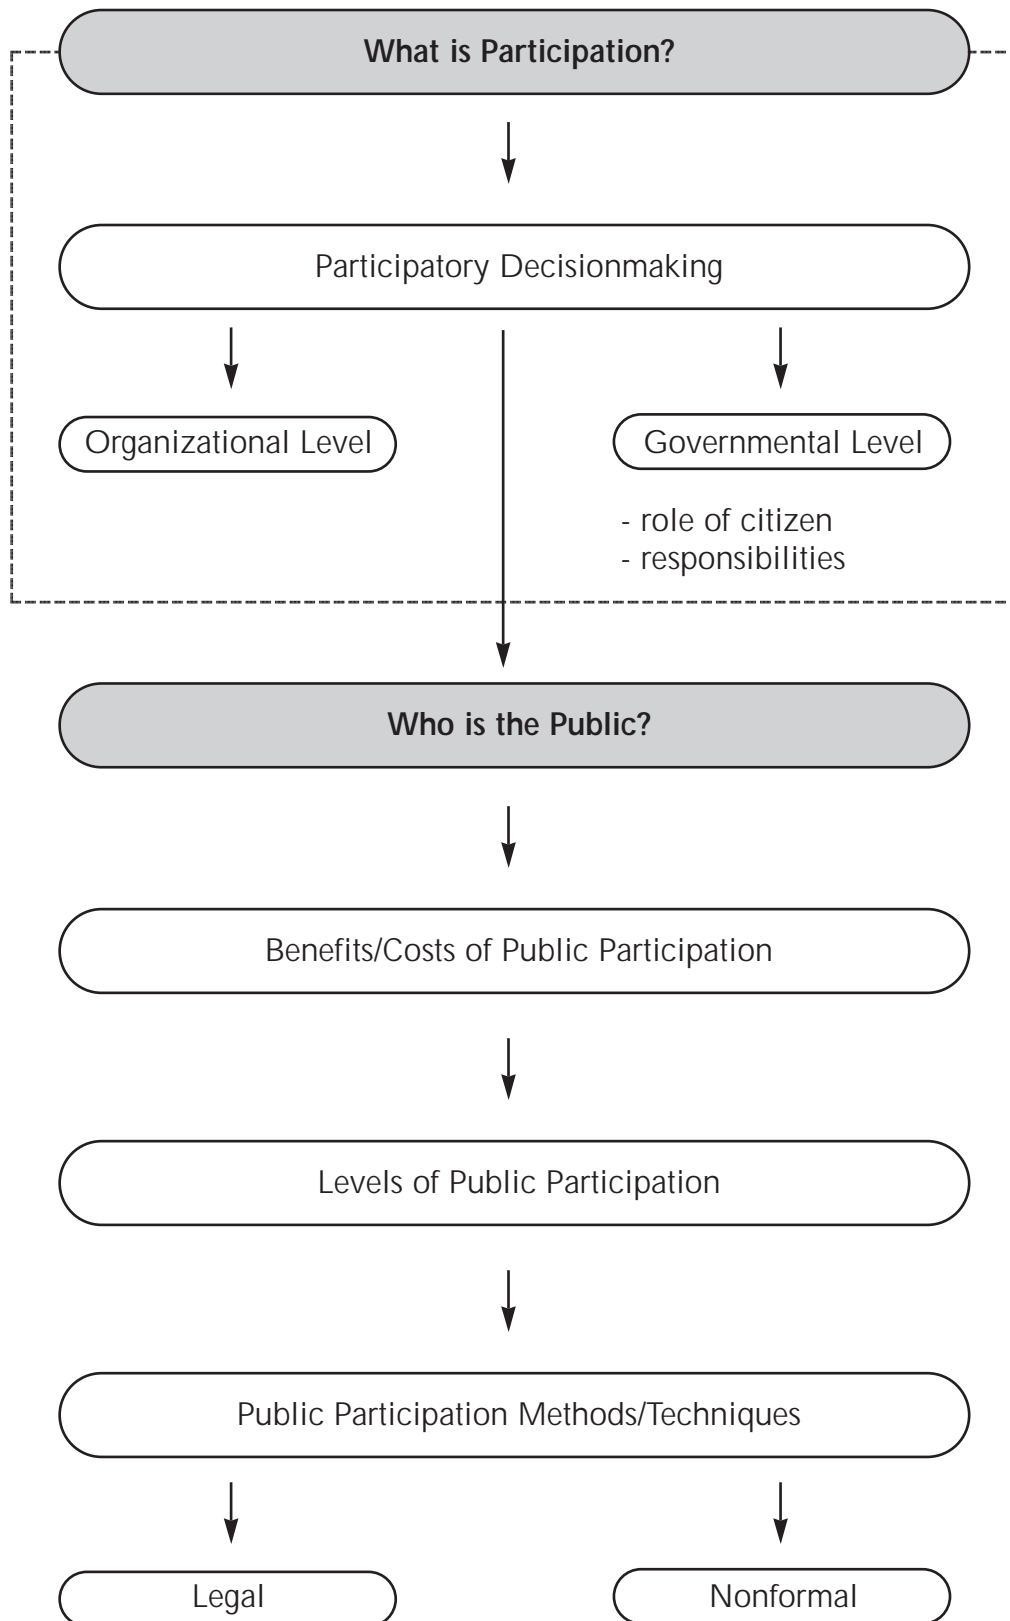 What is Participation?
Participatory Decisionmaking
Organizational Level
Governmental Level
- role of citizen
- responsibilities
Who is the Public?
Benefits/Costs of Public Participation
Levels of Public Participation
Public Participation Methods/Techniques
Legal
Nonformal